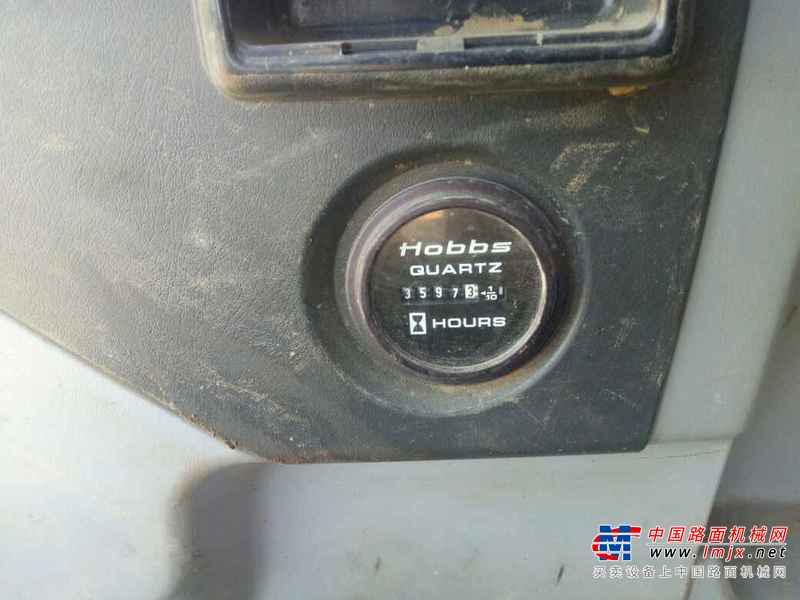 Hobbs
QUARTZ
35973 1/10
HOURS
中国路面机械网
www.lmjx.net
买卖设备上中国路面机械网